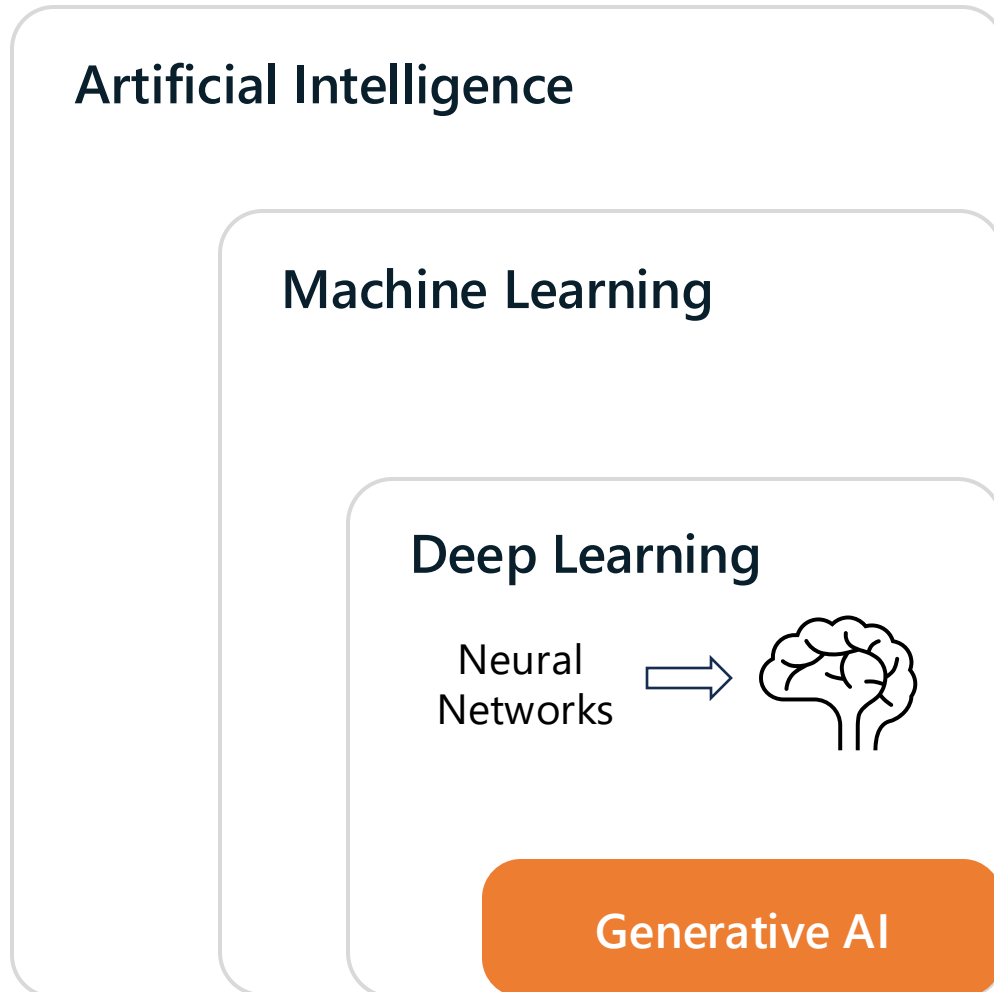 Artificial Intelligence
Machine Learning
Deep Learning
Neural
Networks
Generative AI